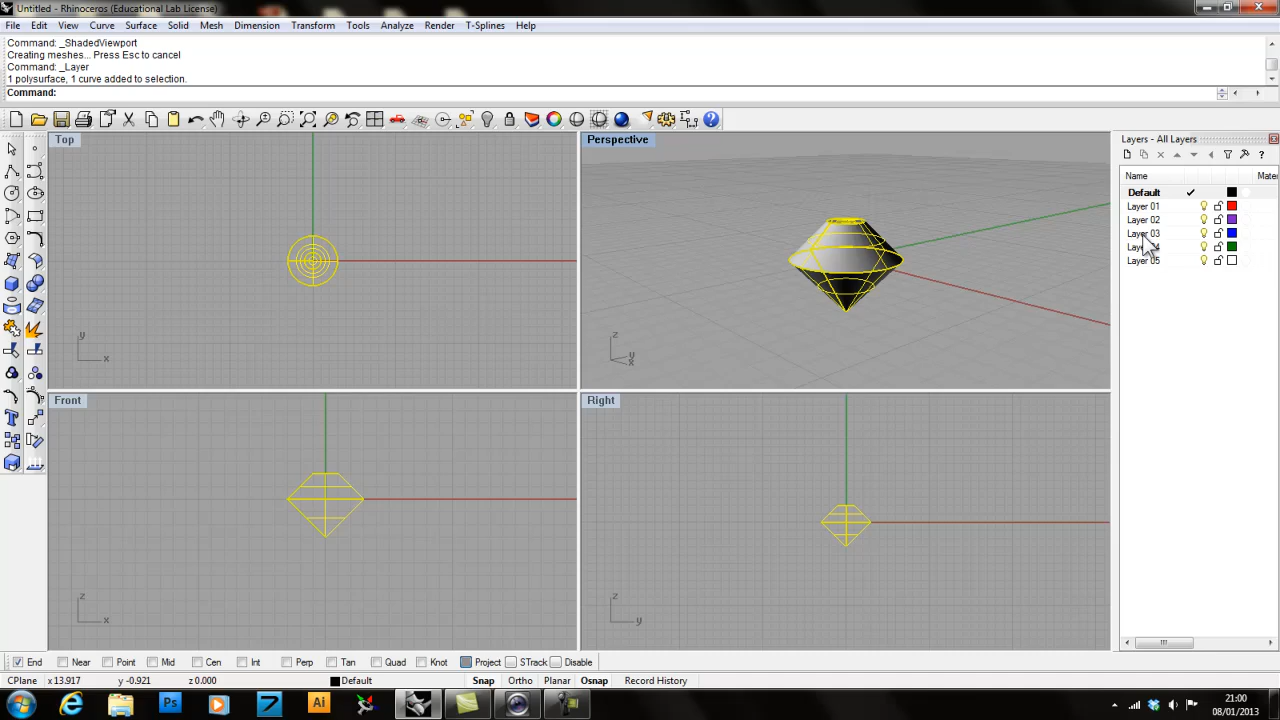 Untitled - Rhinoceros (Educational Lab License)
File Edit View Curve Surface Solid Mesh Dimension Transform Tools Analyze Render T-Splines Help
Command: _ShadedViewport
Creating meshes... Press Esc to cancel
Command: _Layer
1 polysurface, 1 curve added to selection.
Command:
Top
Perspective
Layers - All Layers
Name Mater
Default
Layer 01
Layer 02
Layer 03
Layer 05
y
x
z
y
x
Front
Right
z
x
z
y
End Near Point Mid Cen Int Perp Tan Quad Knot Project STrack Disable
CPlane x 13.917 y -0.921 z 0.000 Default Snap Ortho Planar Osnap Record History
Ps Ai
21:00
08/01/2013